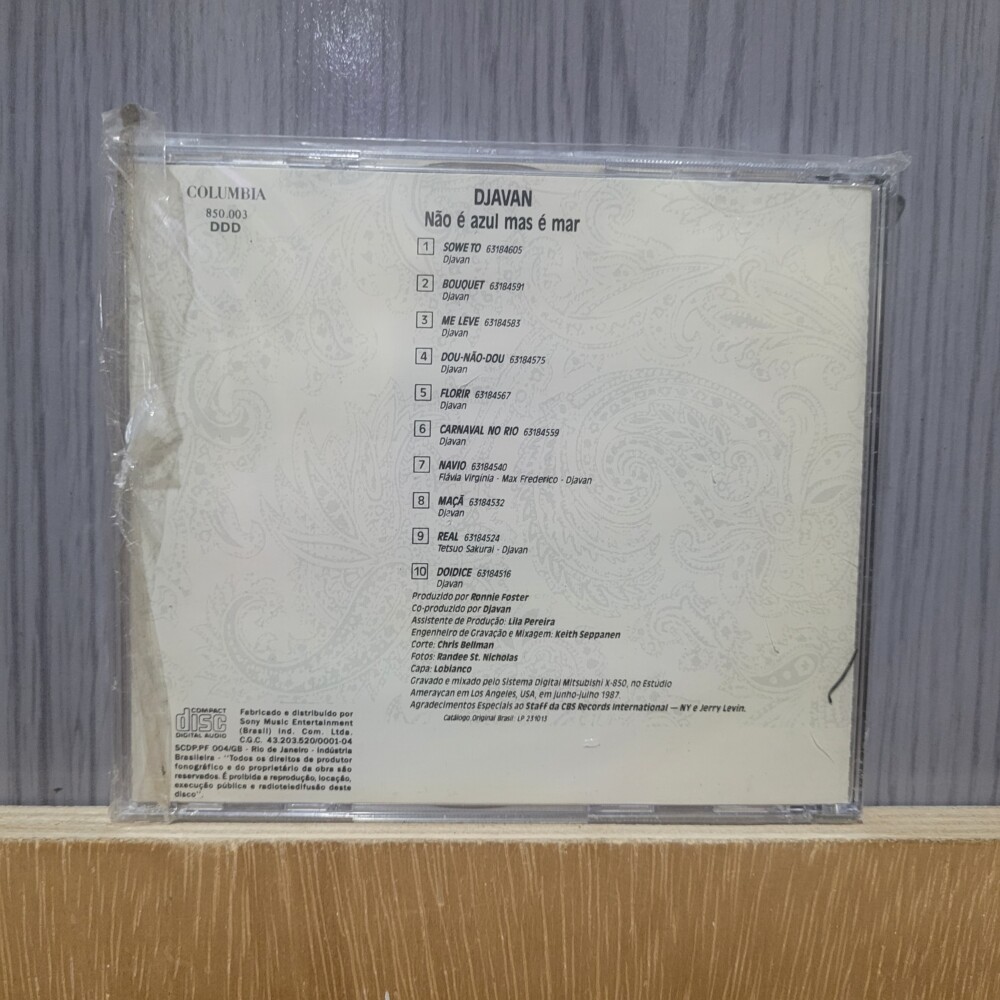 COLUMBIA
850.003
DDD
DJAVAN
Não é azul mas é mar
1 SOWETO 63184605
Djavan
2 BOUQUET 63184591
Djavan
3 ME LEVE 63184583
Djavan
4 DOU-NÃO-DOU 63184575
Djavan
5 FLORIR 63184567
Djavan
6 CARNAVAL NO RIO 63184559
Djavan
7 NAVIO 63184540
Flávia Virgínia - Max Frederico - Djavan
8 MAÇÃ 63184532
Djavan
9 REAL 63184524
Tetsuo Sakurai - Djavan
10 DOIDICE 63184516
Djavan
Produzido por Ronnie Foster
Co-produzido por Djavan
Assistente de Produção: Lila Pereira
Engenheiro de Gravação e Mixagem: Keith Seppanen
Corte: Chris Bellman
Fotos: Randee St. Nicholas
Capa: Lobianco
Gravado e mixado pelo Sistema Digital Mitsubishi X-850, no Estúdio
Ameraycan em Los Angeles, USA, em junho-julho 1987.
Agradecimentos Especiais ao Staff da CBS Records International — NY e Jerry Levin.
Catálogo Original Brasil: LP 231013
COMPACT
disc
DIGITAL AUDIO
Fabricado e distribuído por
Sony Music Entertainment
(Brasil) Ind. Com. Ltda.
C.G.C. 43.203.520/0001-04
SCDP.PF 004/GB - Rio de Janeiro - Indústria
Brasileira - "Todos os direitos de produtor
fonográfico e do proprietário da obra são
reservados. É proibida a reprodução, locação,
execução pública e radioteledifusão deste
disco".